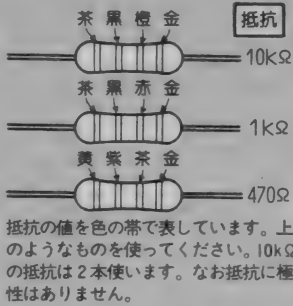 抵抗
茶 黒 橙 金
10kΩ
茶 黒 赤 金
1kΩ
黄 紫 茶 金
470Ω
抵抗の値を色の帯で表しています。上
のようなものを使ってください。10kΩ
の抵抗は2本使います。なお抵抗に極
性はありません。